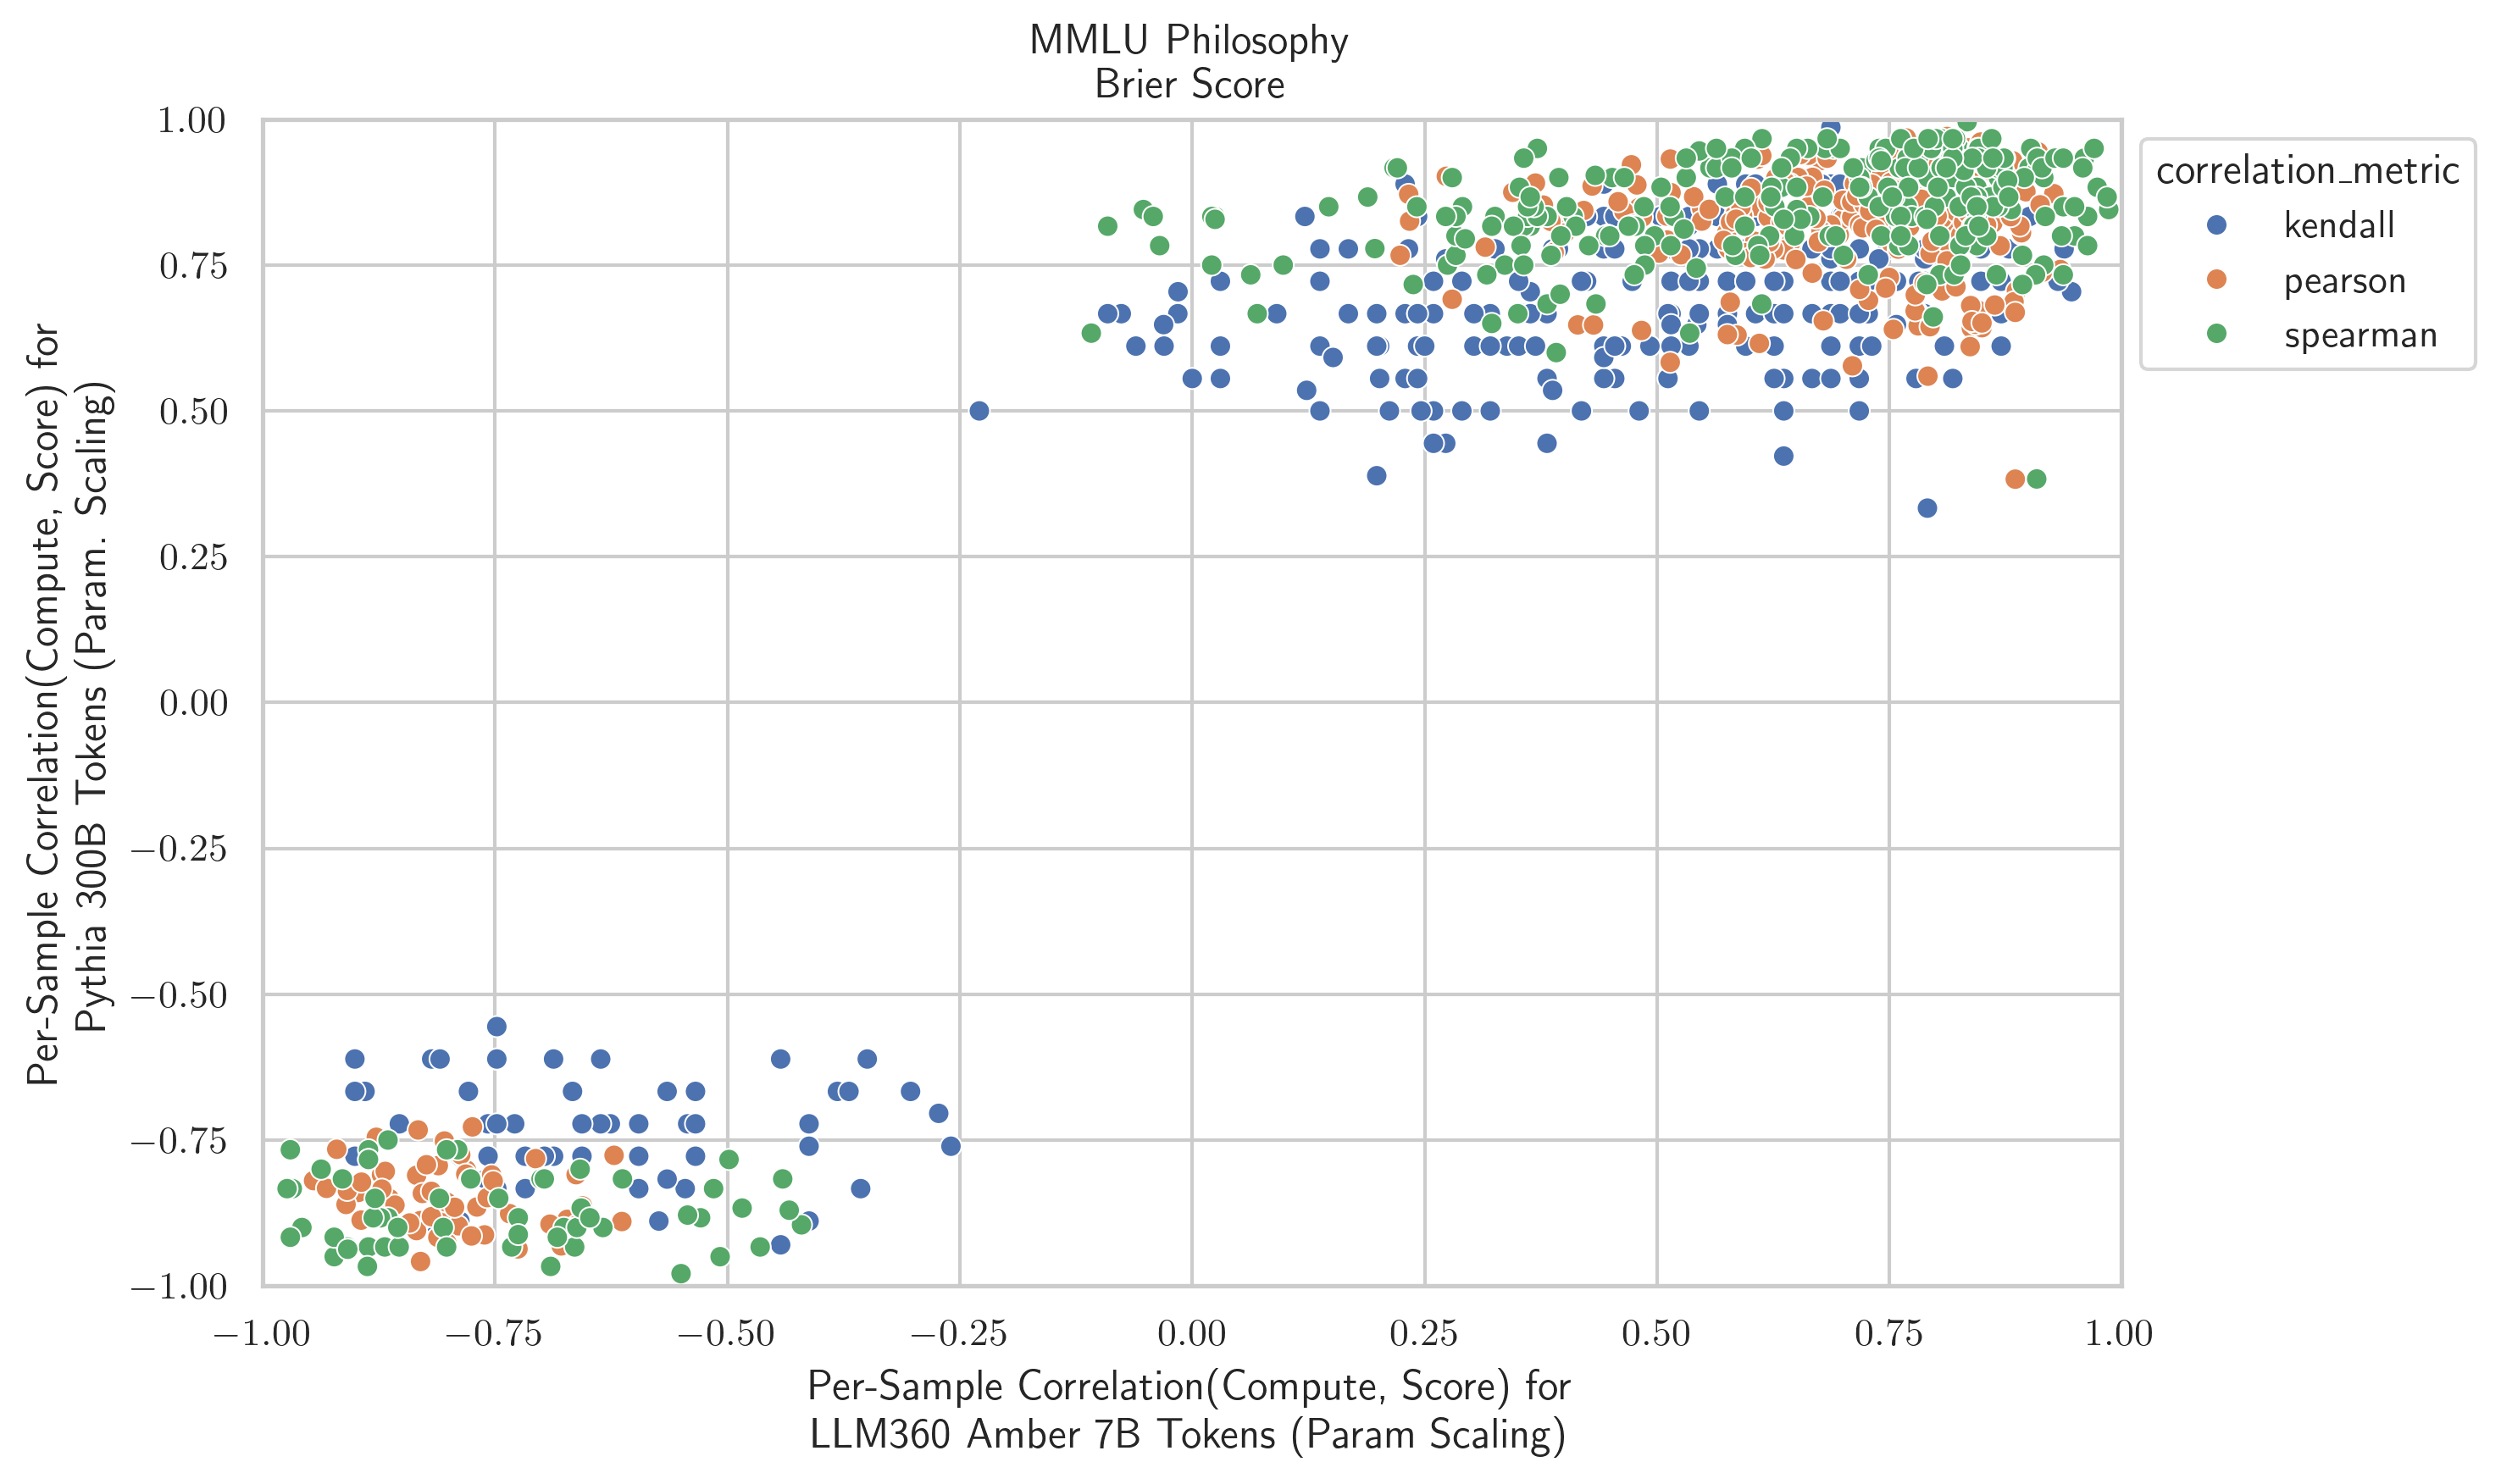 MMLU Philosophy
Brier Score
Per-Sample Correlation(Compute, Score) for
Pythia 300B Tokens (Param. Scaling)
1.00
0.75
0.50
0.25
0.00
−0.25
−0.50
−0.75
−1.00
−1.00 −0.75 −0.50 −0.25 0.00 0.25 0.50 0.75 1.00
Per-Sample Correlation(Compute, Score) for
LLM360 Amber 7B Tokens (Param Scaling)
correlation_metric
kendall
pearson
spearman